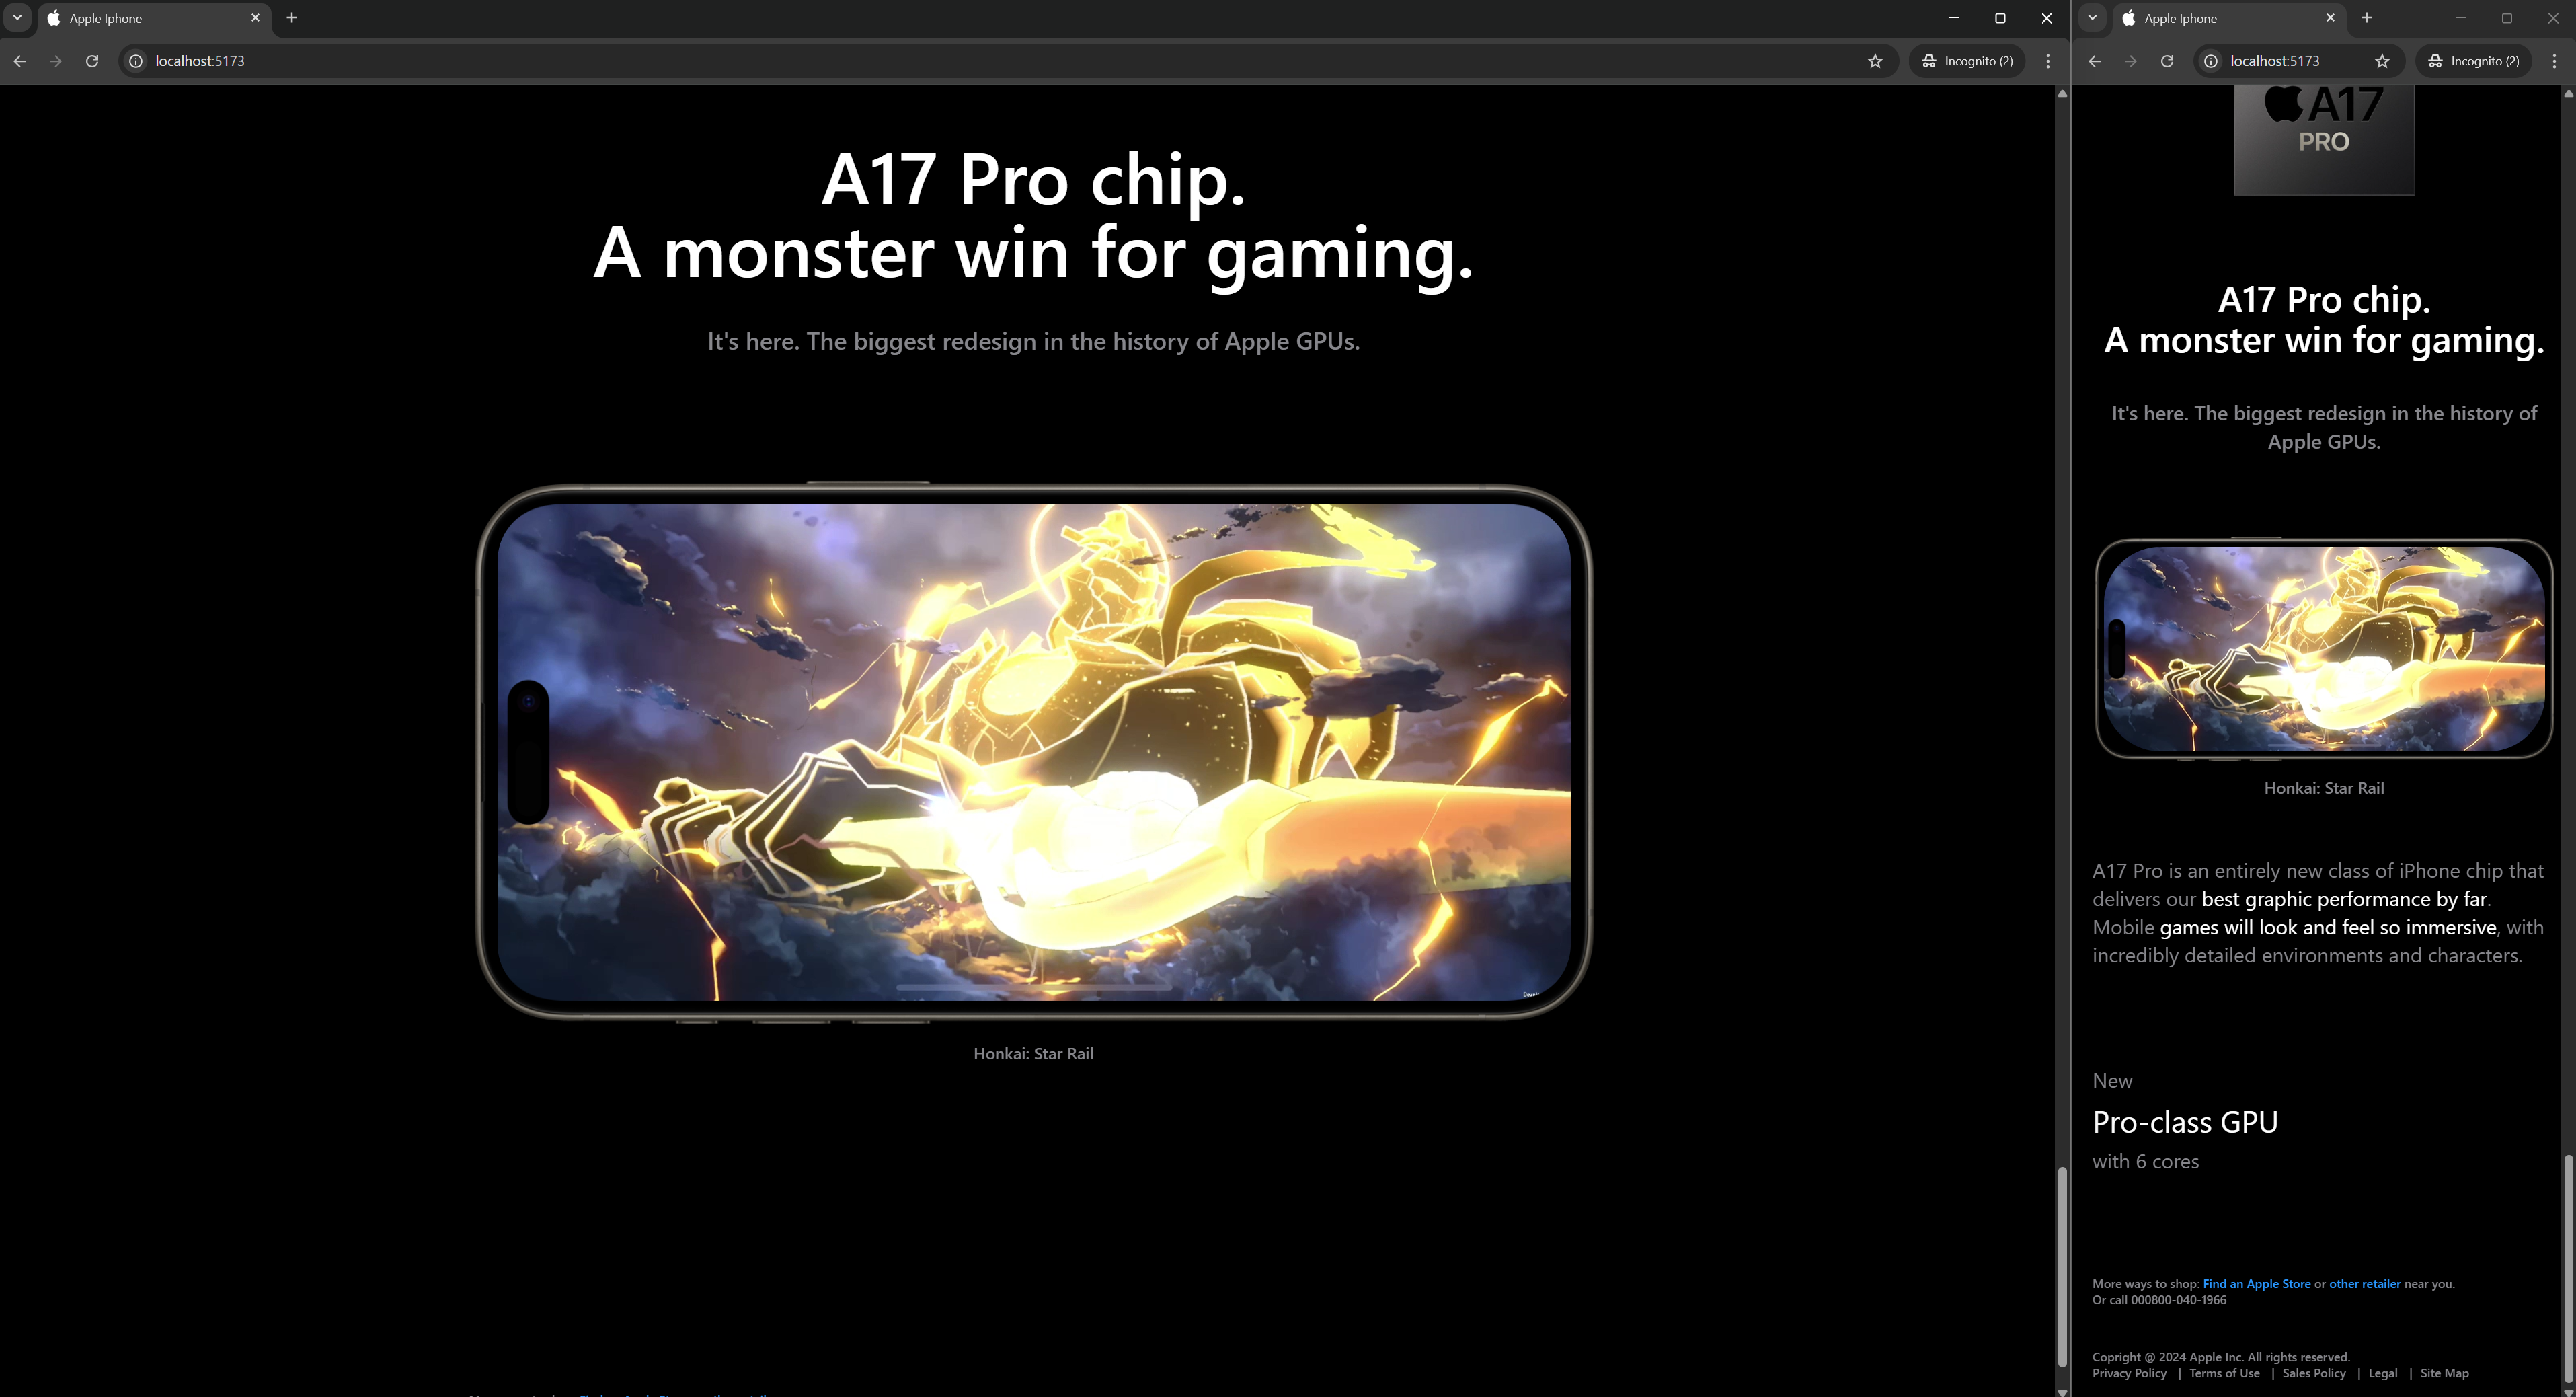 Apple Iphone
localhost:5173
Incognito (2)
A17 Pro chip.
A monster win for gaming.
It's here. The biggest redesign in the history of Apple GPUs.
Honkai: Star Rail
Apple Iphone
localhost:5173
Incognito (2)
A17
PRO
A17 Pro chip.
A monster win for gaming.
It's here. The biggest redesign in the history of
Apple GPUs.
Honkai: Star Rail
A17 Pro is an entirely new class of iPhone chip that
delivers our best graphic performance by far.
Mobile games will look and feel so immersive, with
incredibly detailed environments and characters.
New
Pro-class GPU
with 6 cores
More ways to shop: Find an Apple Store or other retailer near you.
Or call 000800-040-1966
Copright @ 2024 Apple Inc. All rights reserved.
Privacy Policy | Terms of Use | Sales Policy | Legal | Site Map